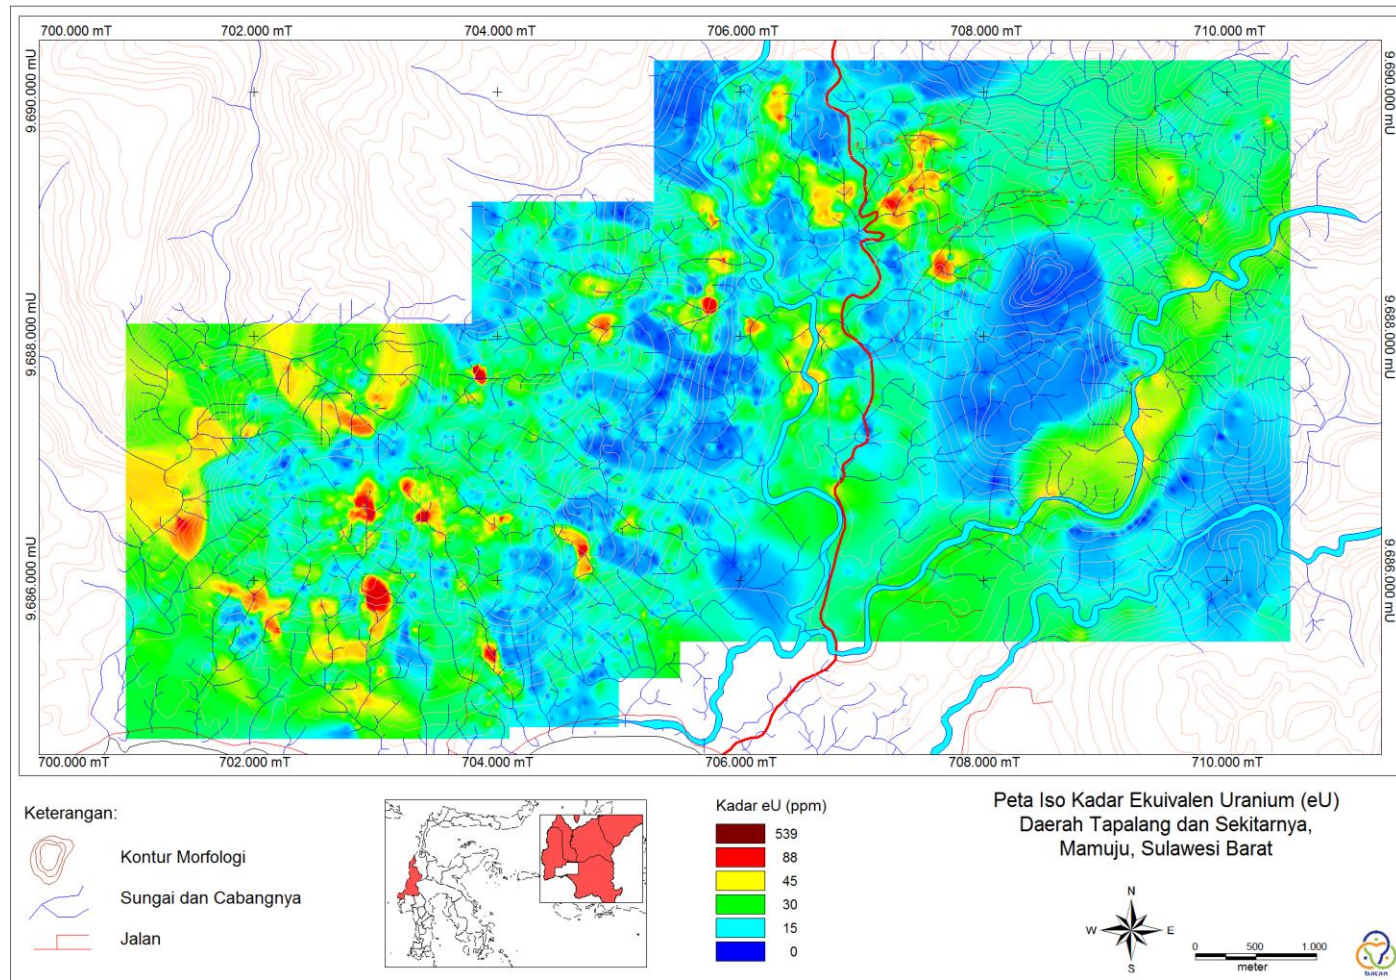 700.000 mT 702.000 mT 704.000 mT 706.000 mT 708.000 mT 710.000 mT
9.690.000 mU 9.690.000 mU
9.688.000 mU 9.688.000 mU
9.686.000 mU 9.686.000 mU
700.000 mT 702.000 mT 704.000 mT 706.000 mT 708.000 mT 710.000 mT
Keterangan:
Kontur Morfologi
Sungai dan Cabangnya
Jalan
Kadar eU (ppm)
539
88
45
30
15
0
Peta Iso Kadar Ekuivalen Uranium (eU)
Daerah Tapalang dan Sekitarnya,
Mamuju, Sulawesi Barat
N
W E
S
0 500 1.000
meter
batan